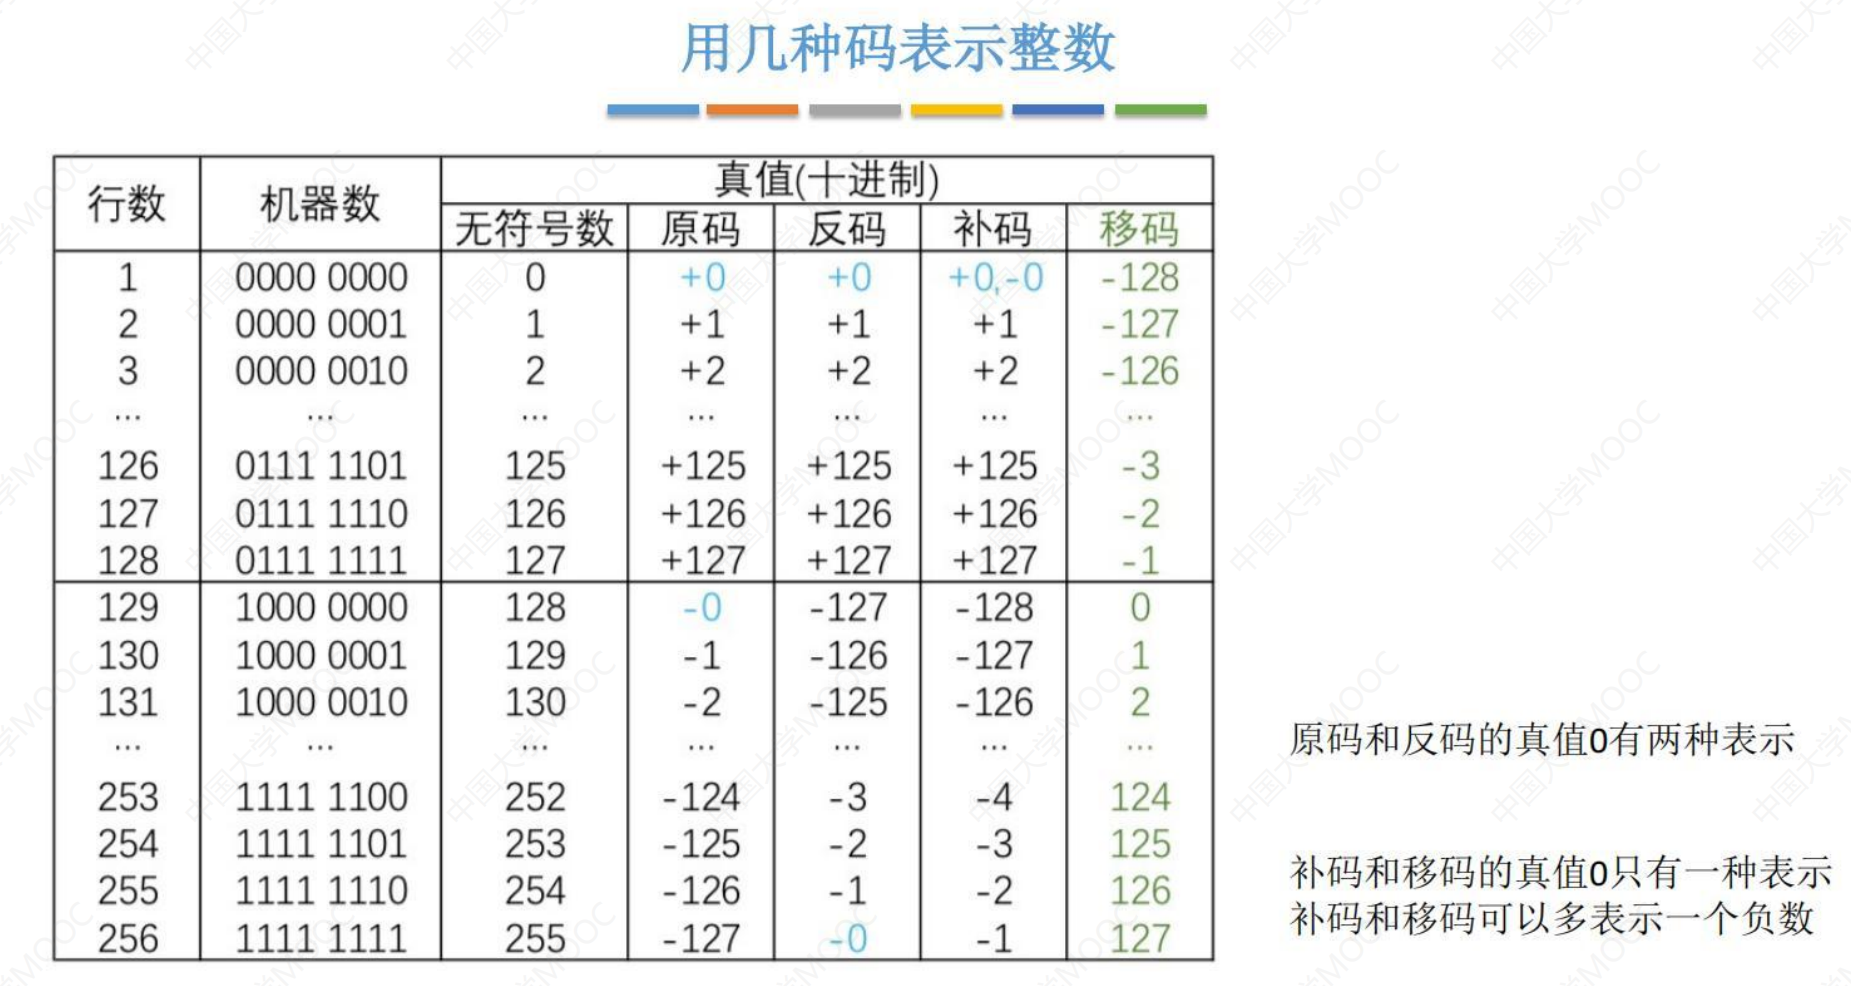 用几种码表示整数
行数 机器数 真值(十进制)
无符号数 原码 反码 补码 移码
1 0000 0000 0 +0 +0 +0,-0 -128
2 0000 0001 1 +1 +1 +1 -127
3 0000 0010 2 +2 +2 +2 -126
... ... ... ... ... ... ...
126 0111 1101 125 +125 +125 +125 -3
127 0111 1110 126 +126 +126 +126 -2
128 0111 1111 127 +127 +127 +127 -1
129 1000 0000 128 -0 -127 -128 0
130 1000 0001 129 -1 -126 -127 1
131 1000 0010 130 -2 -125 -126 2
... ... ... ... ... ... ...
253 1111 1100 252 -124 -3 -4 124
254 1111 1101 253 -125 -2 -3 125
255 1111 1110 254 -126 -1 -2 126
256 1111 1111 255 -127 -0 -1 127
原码和反码的真值0有两种表示
补码和移码的真值0只有一种表示
补码和移码可以多表示一个负数
中国大学MOOC